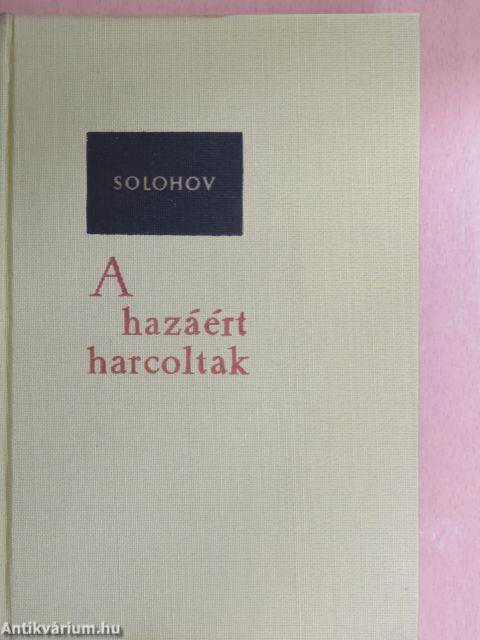 SOLOHOV
A
hazáért
harcoltak
Antikvárium.hu